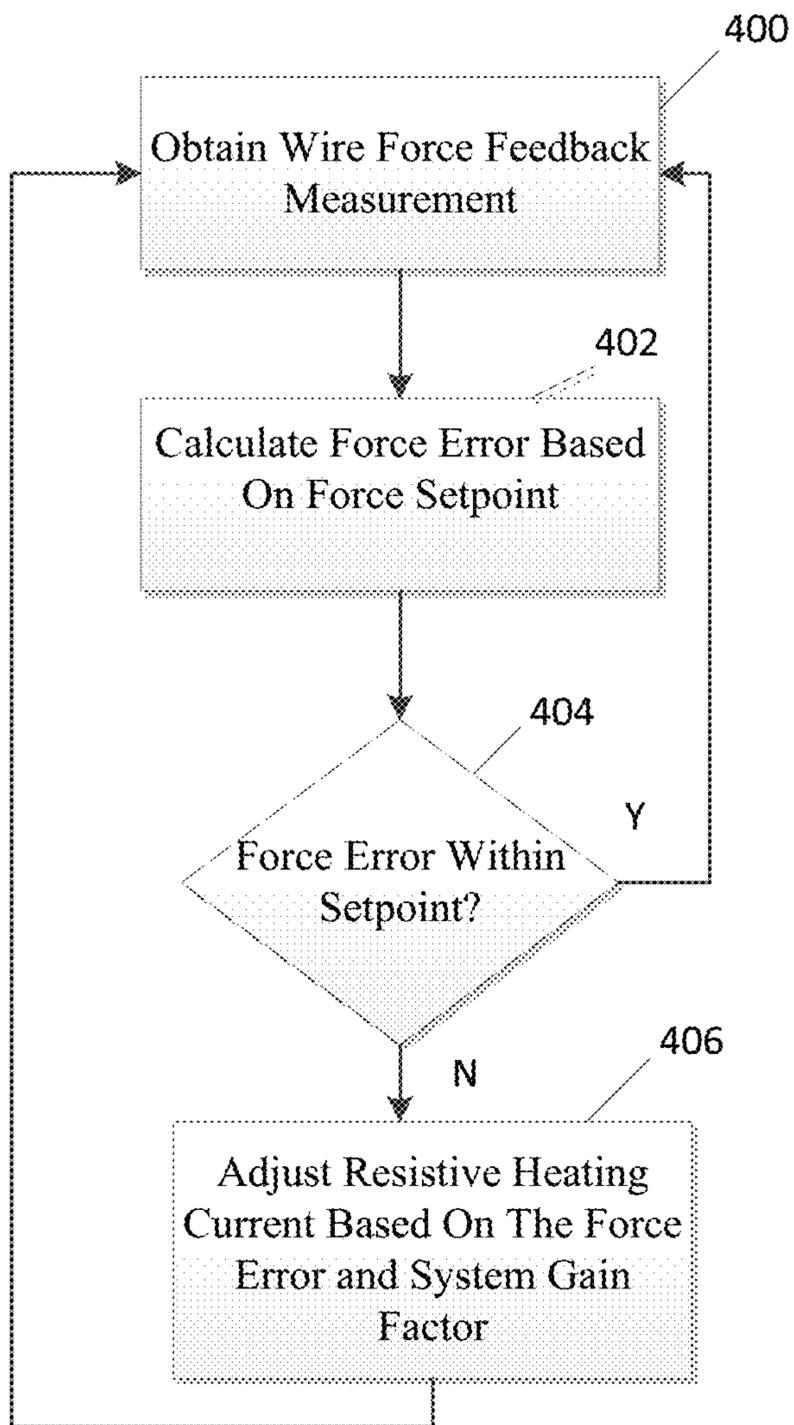 400
Obtain Wire Force Feedback
Measurement
402
Calculate Force Error Based
On Force Setpoint
404
Y
Force Error Within
Setpoint?
406
N
Adjust Resistive Heating
Current Based On The Force
Error and System Gain
Factor